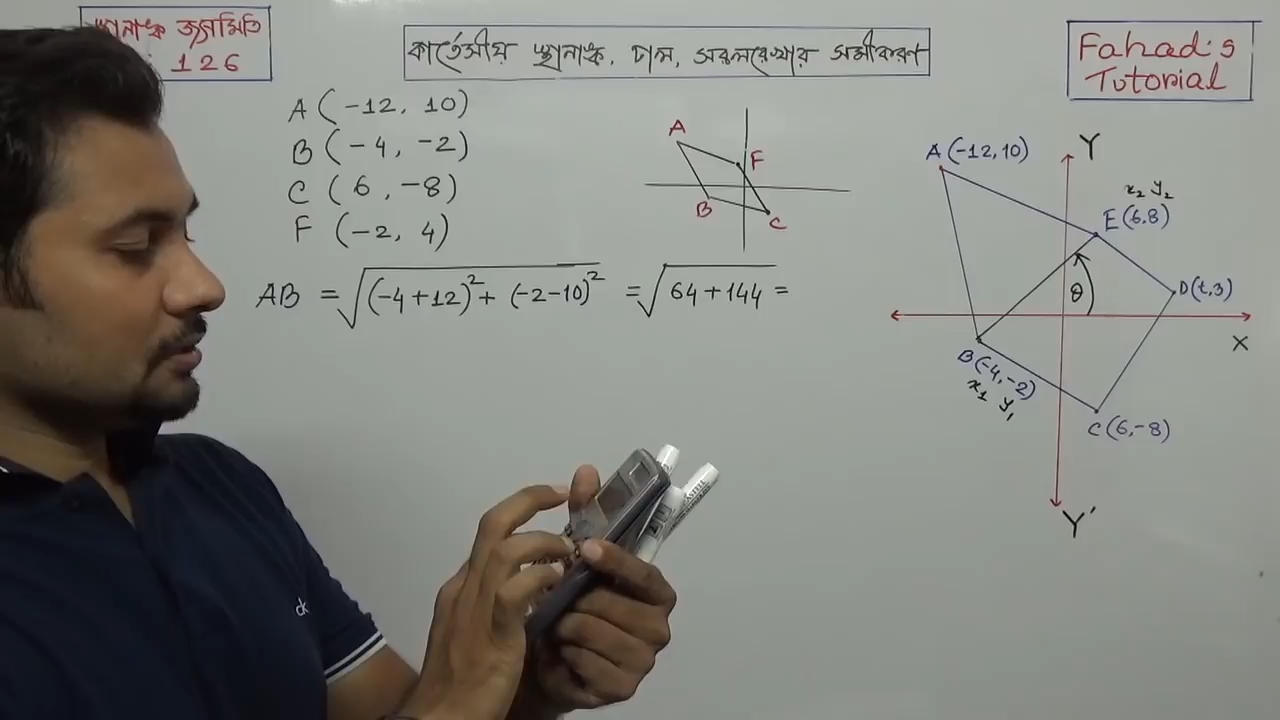 স্থানাঙ্ক জ্যামিতি
126
কার্তেসীয় স্থানাঙ্ক, ঢাল, সরলরেখার সমীকরণ
Fahad's
Tutorial
A (-12, 10)
B (-4, -2)
C (6, -8)
F (-2, 4)
AB = √(-4+12)² + (-2-10)² = √64+144 =
A
F
B
C
A(-12,10)
Y
x₂ y₂
E(6,8)
D(t,3)
θ
X
B(-4,-2)
x₁ y₁
C(6,-8)
Y'